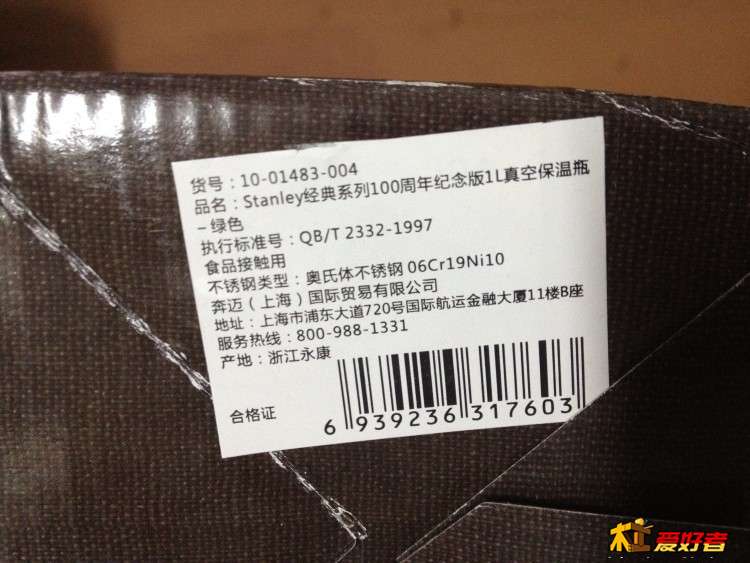 货号：10-01483-004
品名：Stanley经典系列100周年纪念版1L真空保温瓶
–绿色
执行标准号：QB/T 2332-1997
食品接触用
不锈钢类型：奥氏体不锈钢 06Cr19Ni10
奔迈（上海）国际贸易有限公司
地址：上海市浦东大道720号国际航运金融大厦11楼B座
服务热线：800-988-1331
产地：浙江永康
合格证
6 939236 317603
爱好者